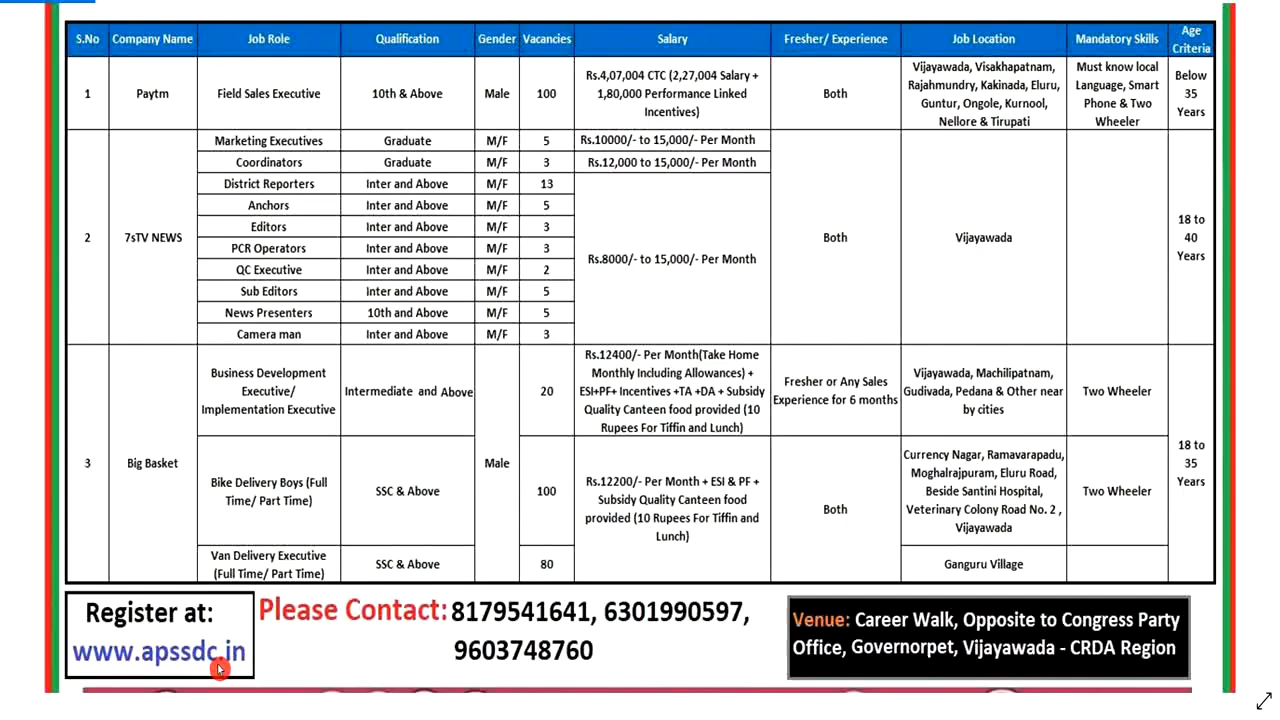 S.No Company Name Job Role Qualification Gender Vacancies Salary Fresher/ Experience Job Location Mandatory Skills Age
Criteria
1 Paytm Field Sales Executive 10th & Above Male 100
Rs.4,07,004 CTC (2,27,004 Salary +
1,80,000 Performance Linked
Incentives)
Both
Vijayawada, Visakhapatnam,
Rajahmundry, Kakinada, Eluru,
Guntur, Ongole, Kurnool,
Nellore & Tirupati
Must know local
Language, Smart
Phone & Two
Wheeler
Below
35
Years
2 7sTV NEWS
Marketing Executives Graduate M/F 5 Rs.10000/- to 15,000/- Per Month
Coordinators Graduate M/F 3 Rs.12,000 to 15,000/- Per Month
District Reporters Inter and Above M/F 13
Anchors Inter and Above M/F 5
Editors Inter and Above M/F 3
PCR Operators Inter and Above M/F 3
QC Executive Inter and Above M/F 2
Sub Editors Inter and Above M/F 5
News Presenters 10th and Above M/F 5
Camera man Inter and Above M/F 3
Rs.8000/- to 15,000/- Per Month
Both
Vijayawada
18 to
40
Years
3 Big Basket
Business Development
Executive/
Implementation Executive
Intermediate and Above
Male
20
Rs.12400/- Per Month(Take Home
Monthly Including Allowances) +
ESI+PF+ Incentives +TA +DA + Subsidy
Quality Canteen food provided (10
Rupees For Tiffin and Lunch)
Fresher or Any Sales
Experience for 6 months
Vijayawada, Machilipatnam,
Gudivada, Pedana & Other near
by cities
Two Wheeler
18 to
35
Years
Bike Delivery Boys (Full
Time/ Part Time)
SSC & Above
100
Rs.12200/- Per Month + ESI & PF +
Subsidy Quality Canteen food
provided (10 Rupees For Tiffin and
Lunch)
Both
Currency Nagar, Ramavarapadu,
Moghalrajpuram, Eluru Road,
Beside Santini Hospital,
Veterinary Colony Road No. 2 ,
Vijayawada
Two Wheeler
Van Delivery Executive
(Full Time/ Part Time)
SSC & Above
80
Ganguru Village
Register at:
www.apssdc.in
Please Contact: 8179541641, 6301990597,
9603748760
Venue: Career Walk, Opposite to Congress Party
Office, Governorpet, Vijayawada - CRDA Region